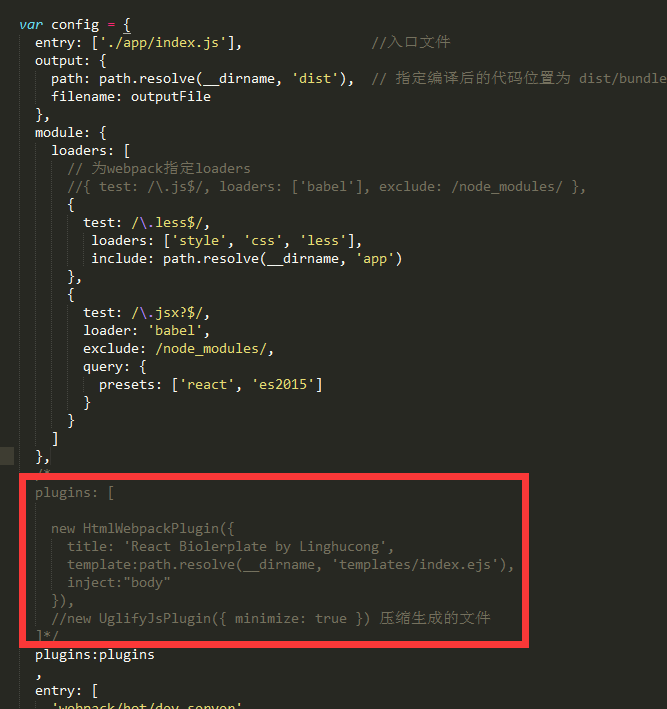 var config = {
entry: ['./app/index.js'], //入口文件
output: {
path: path.resolve(__dirname, 'dist'), // 指定编译后的代码位置为 dist/bundle
filename: outputFile
},
module: {
loaders: [
// 为webpack指定loaders
//{ test: /\.js$/, loaders: ['babel'], exclude: /node_modules/ },
{
test: /\.less$/,
loaders: ['style', 'css', 'less'],
include: path.resolve(__dirname, 'app')
},
{
test: /\.jsx?$/,
loader: 'babel',
exclude: /node_modules/,
query: {
presets: ['react', 'es2015']
}
}
]
},
/*
plugins: [
new HtmlWebpackPlugin({
title: 'React Biolerplate by Linghucong',
template:path.resolve(__dirname, 'templates/index.ejs'),
inject:"body"
}),
//new UglifyJsPlugin({ minimize: true }) 压缩生成的文件
]*/
plugins:plugins
,
entry: [
'webpack/hot/dev-server'